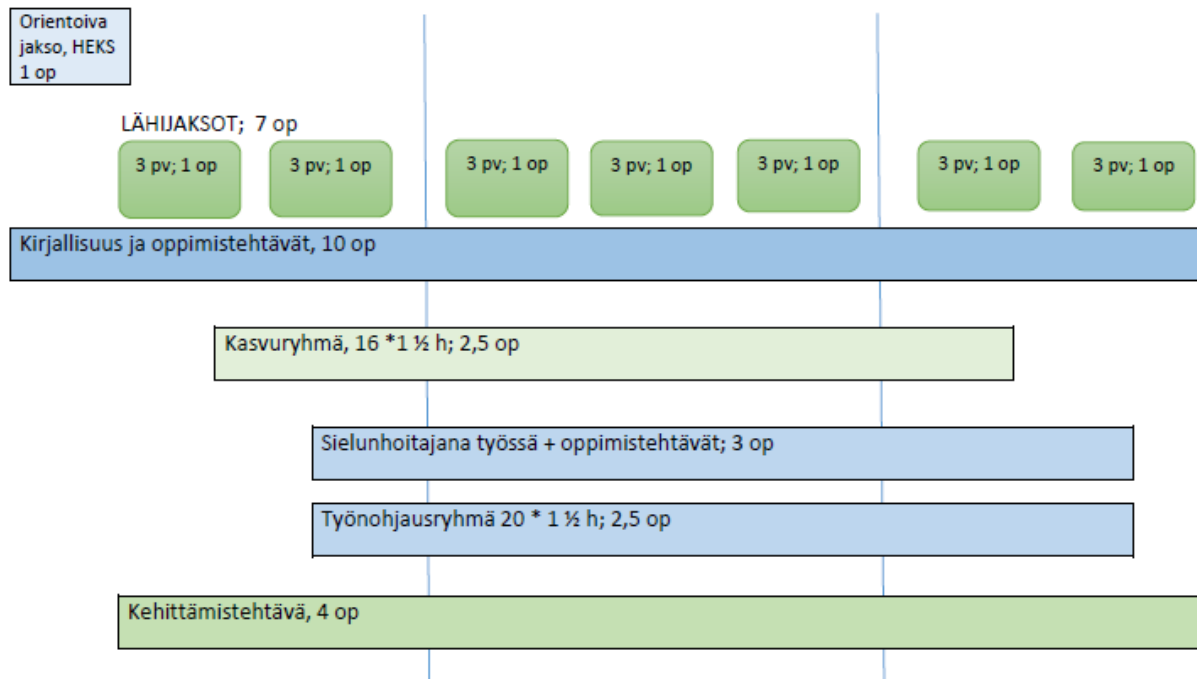 Orientoiva
jakso, HEKS
1 op
LÄHIJAKSOT; 7 op
3 pv; 1 op
3 pv; 1 op
3 pv; 1 op
3 pv; 1 op
3 pv; 1 op
3 pv; 1 op
3 pv; 1 op
Kirjallisuus ja oppimistehtävät, 10 op
Kasvuryhmä, 16 *1 ½ h; 2,5 op
Sielunhoitajana työssä + oppimistehtävät; 3 op
Työnohjausryhmä 20 * 1 ½ h; 2,5 op
Kehittämistehtävä, 4 op